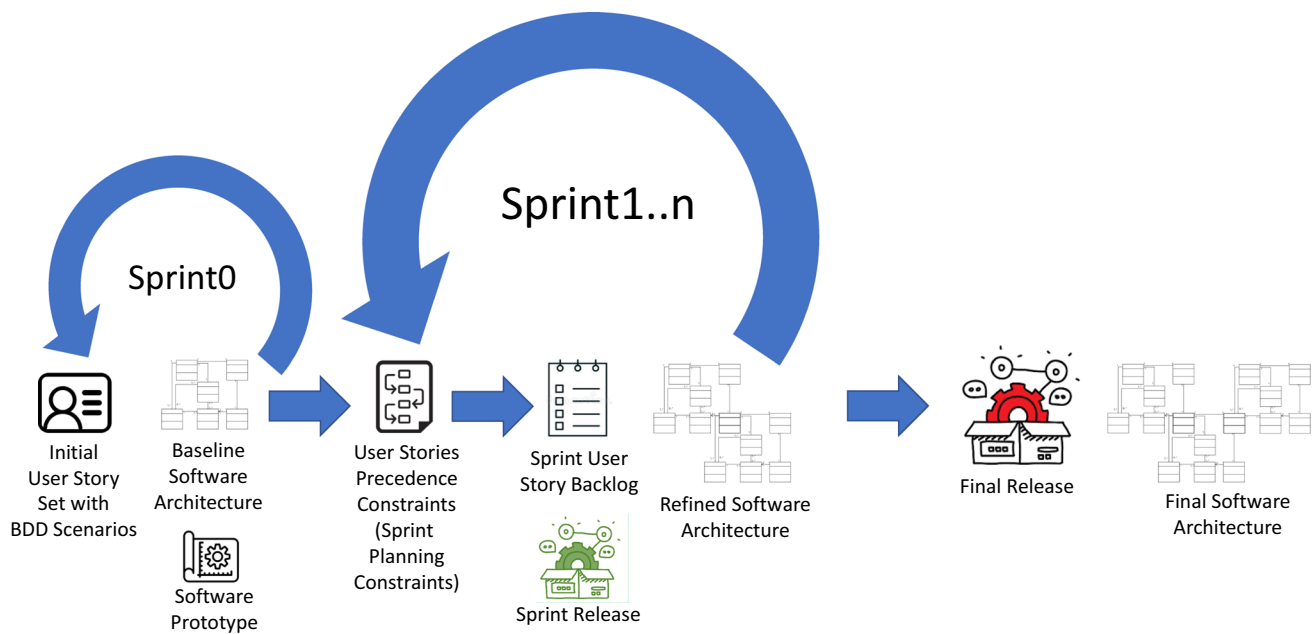 Sprint0
Sprint1..n
Initial
User Story
Set with
BDD Scenarios
Baseline
Software
Architecture
Software
Prototype
User Stories
Precedence
Constraints
(Sprint
Planning
Constraints)
Sprint User
Story Backlog
Sprint Release
Refined Software
Architecture
Final Release
Final Software
Architecture